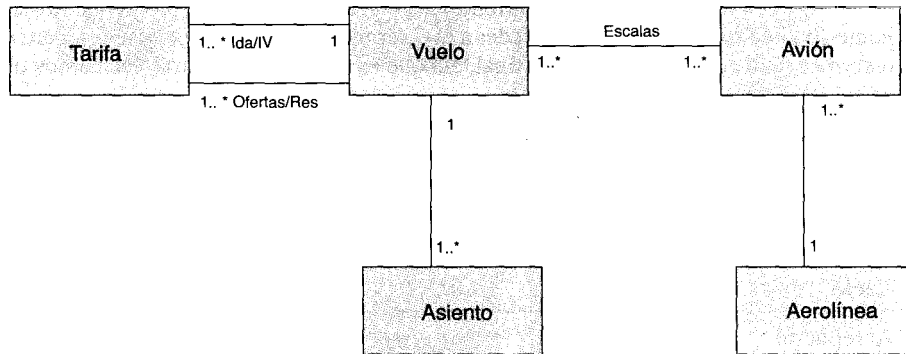 Tarifa
1.. * Ida/IV
1
1.. * Ofertas/Res
Vuelo
Escalas
1..*
1..*
Avión
1
1..*
1..*
1
Asiento
Aerolínea